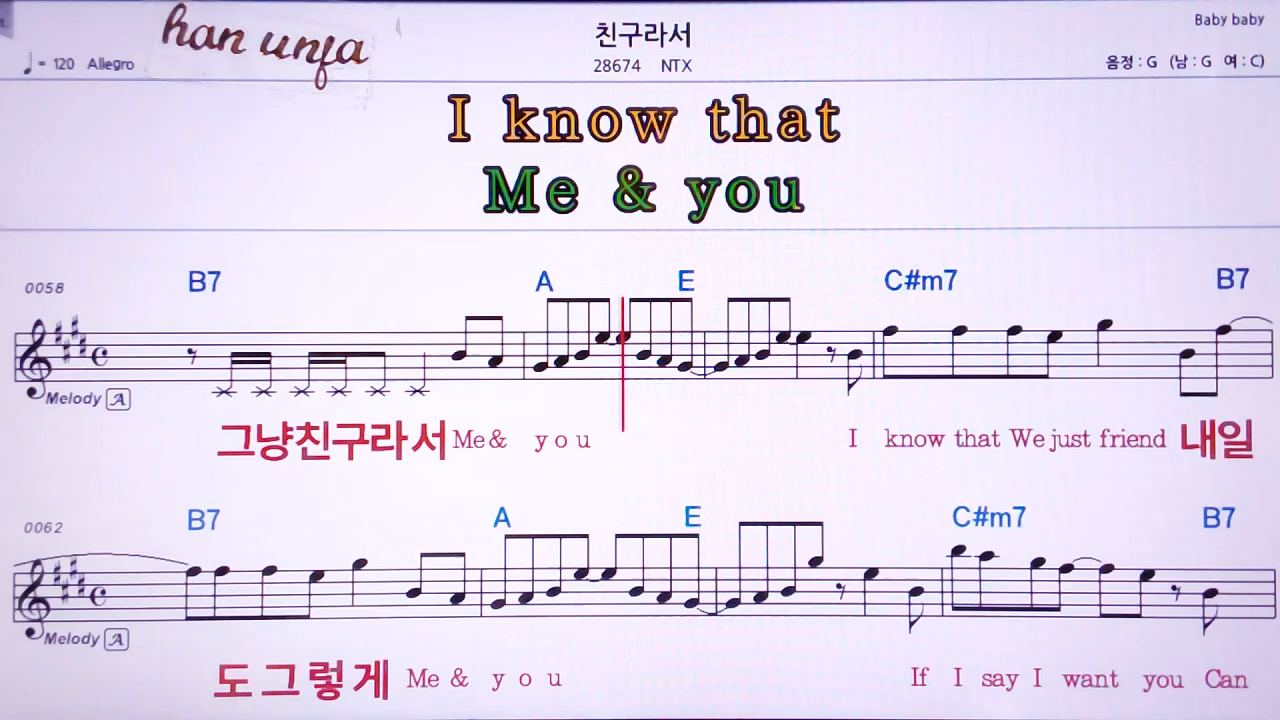 han unja
친구라서
Baby baby
♩ = 120 Allegro
28674 NTX
음정 : G (남 : G 여 : C)
I know that
Me & you
0058 B7 A E C#m7 B7
Melody A
그냥친구라서 Me & you I know that We just friend 내일
0062 B7 A E C#m7 B7
Melody A
도그렇게 Me & you If I say I want you Can